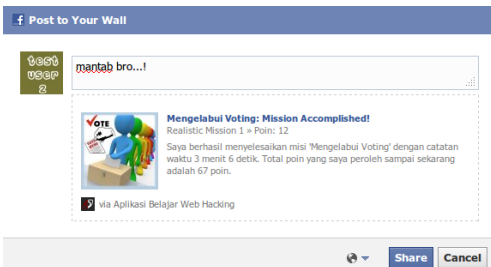 Post to Your Wall
test
user
2
mantab bro...!
VOTE
Mengelabui Voting: Mission Accomplished!
Realistic Mission 1 » Poin: 12
Saya berhasil menyelesaikan misi 'Mengelabui Voting' dengan catatan
waktu 3 menit 6 detik. Total poin yang saya peroleh sampai sekarang
adalah 67 poin.
via Aplikasi Belajar Web Hacking
Share Cancel